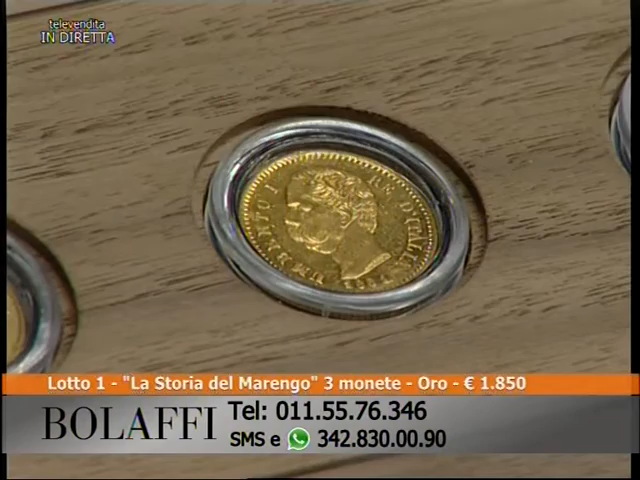 televendita
IN DIRETTA
UMBERTO I
RE D'ITALIA
Lotto 1 - "La Storia del Marengo" 3 monete - Oro - € 1.850
BOLAFFI
Tel: 011.55.76.346
SMS e 342.830.00.90